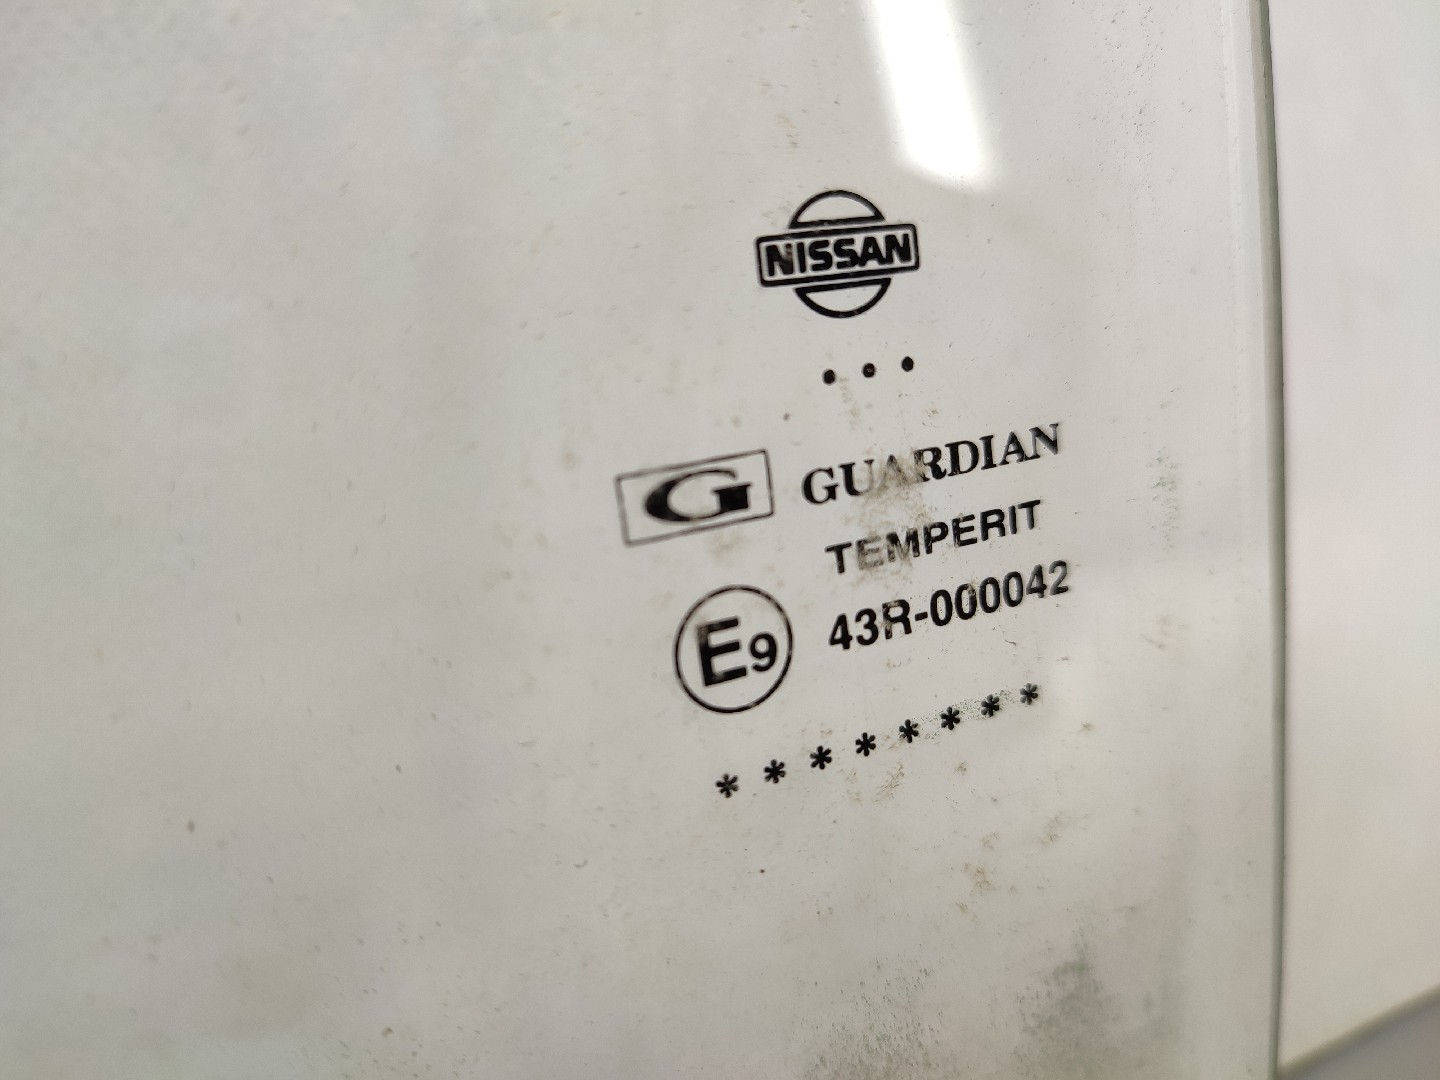 NISSAN
...
G GUARDIAN
TEMPERIT
E9 43R-000042
* * * * * * * *